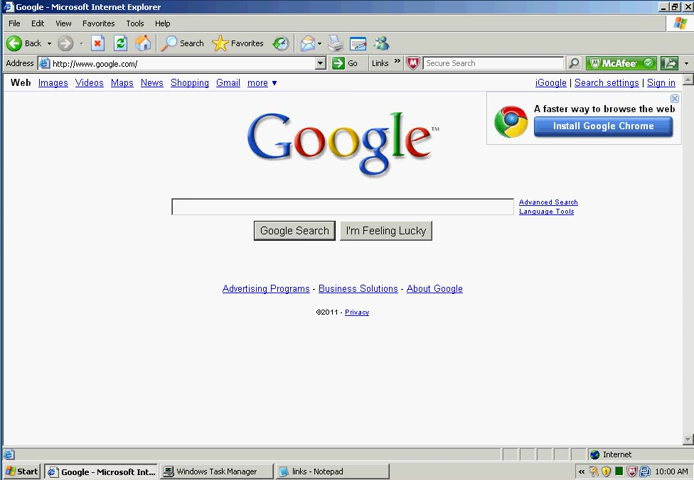 Google - Microsoft Internet Explorer
File Edit View Favorites Tools Help
Back Search Favorites
Address http://www.google.com/ Go Links » Secure Search McAfee
Web Images Videos Maps News Shopping Gmail more ▼ iGoogle | Search settings | Sign in
A faster way to browse the web
Install Google Chrome
Google™
Advanced Search
Language Tools
Google Search I'm Feeling Lucky
Advertising Programs - Business Solutions - About Google
©2011 - Privacy
Internet
Start Google - Microsoft Int... Windows Task Manager links - Notepad « 10:00 AM